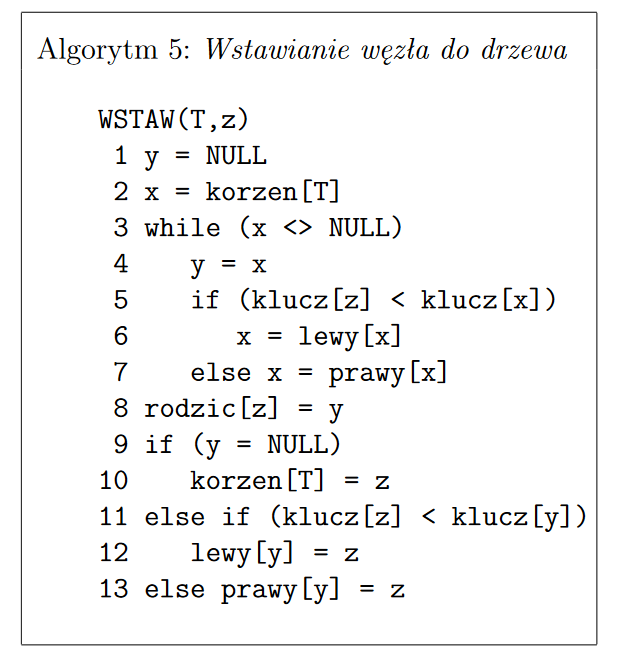 Algorytm 5: Wstawianie węzła do drzewa
WSTAW(T,z)
1 y = NULL
2 x = korzen[T]
3 while (x <> NULL)
4 y = x
5 if (klucz[z] < klucz[x])
6 x = lewy[x]
7 else x = prawy[x]
8 rodzic[z] = y
9 if (y = NULL)
10 korzen[T] = z
11 else if (klucz[z] < klucz[y])
12 lewy[y] = z
13 else prawy[y] = z